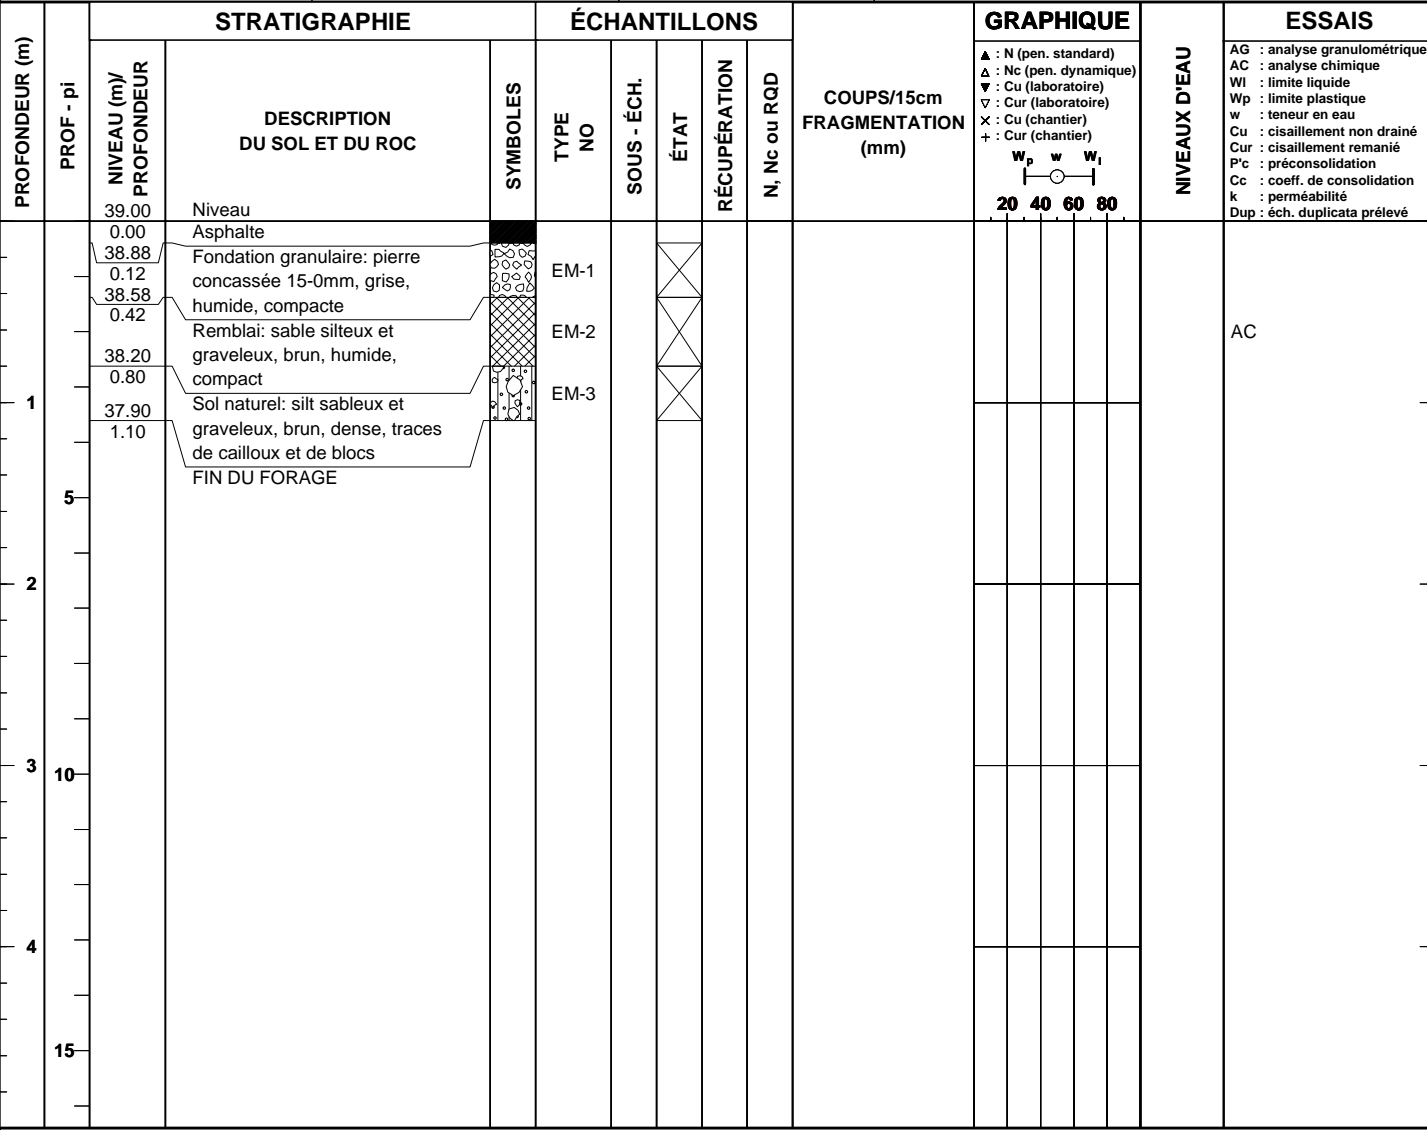 STRATIGRAPHIE
ÉCHANTILLONS
GRAPHIQUE
ESSAIS
PROFONDEUR (m)
PROF - pi
NIVEAU (m)/
PROFONDEUR
DESCRIPTION
DU SOL ET DU ROC
SYMBOLES
TYPE
NO
SOUS - ÉCH.
ÉTAT
RÉCUPÉRATION
N, Nc ou RQD
COUPS/15cm
FRAGMENTATION
(mm)
▲ : N (pen. standard)
△ : Nc (pen. dynamique)
▼ : Cu (laboratoire)
▽ : Cur (laboratoire)
× : Cu (chantier)
+ : Cur (chantier)
Wp w Wl
20 40 60 80
NIVEAUX D'EAU
AG : analyse granulométrique
AC : analyse chimique
Wl : limite liquide
Wp : limite plastique
w : teneur en eau
Cu : cisaillement non drainé
Cur : cisaillement remanié
P'c : préconsolidation
Cc : coeff. de consolidation
k : perméabilité
Dup : éch. duplicata prélevé
39.00 Niveau
0.00 Asphalte
38.88 Fondation granulaire: pierre
0.12 concassée 15-0mm, grise,
EM-1
38.58 humide, compacte
0.42 Remblai: sable silteux et
EM-2
AC
38.20 graveleux, brun, humide,
0.80 compact
EM-3
1
37.90 Sol naturel: silt sableux et
1.10 graveleux, brun, dense, traces
de cailloux et de blocs
FIN DU FORAGE
5
2
3
10
4
15